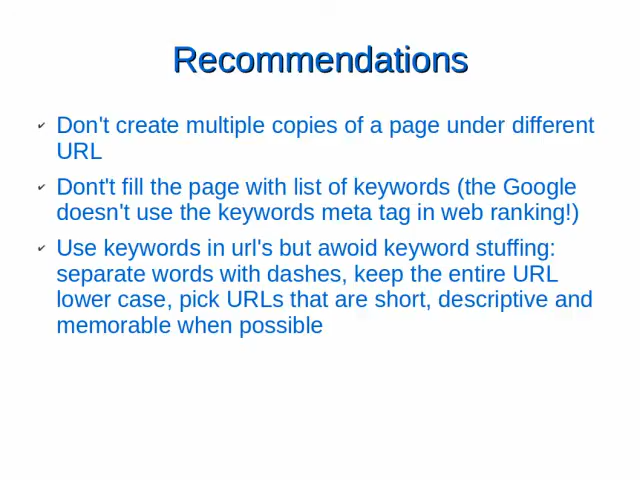 Recommendations
✔ Don't create multiple copies of a page under different
URL
✔ Dont't fill the page with list of keywords (the Google
doesn't use the keywords meta tag in web ranking!)
✔ Use keywords in url's but awoid keyword stuffing:
separate words with dashes, keep the entire URL
lower case, pick URLs that are short, descriptive and
memorable when possible